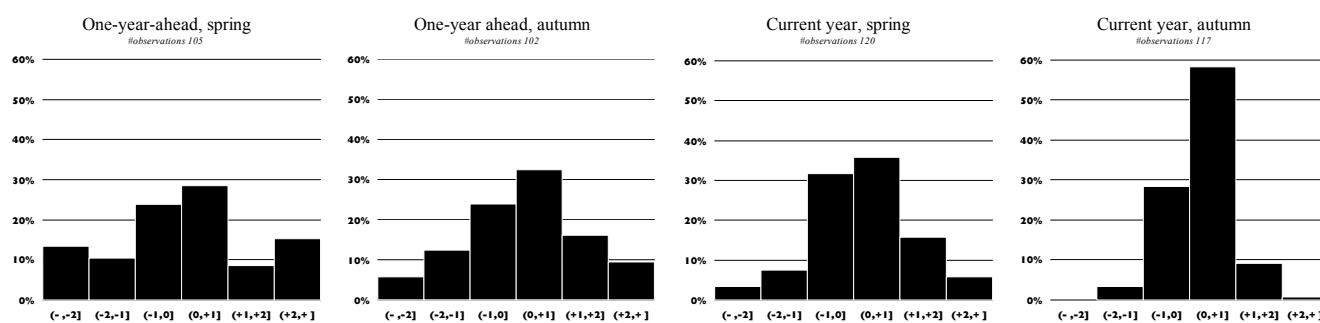 One-year-ahead, spring
#observations 105
60%
50%
40%
30%
20%
10%
0%
(- ,-2] (-2,-1] (-1,0] (0,+1] (+1,+2] (+2,+ ]
One-year ahead, autumn
#observations 102
60%
50%
40%
30%
20%
10%
0%
(- ,-2] (-2,-1] (-1,0] (0,+1] (+1,+2] (+2,+ ]
Current year, spring
#observations 120
60%
50%
40%
30%
20%
10%
0%
(- ,-2] (-2,-1] (-1,0] (0,+1] (+1,+2] (+2,+ ]
Current year, autumn
#observations 117
60%
50%
40%
30%
20%
10%
0%
(- ,-2] (-2,-1] (-1,0] (0,+1] (+1,+2] (+2,+ ]